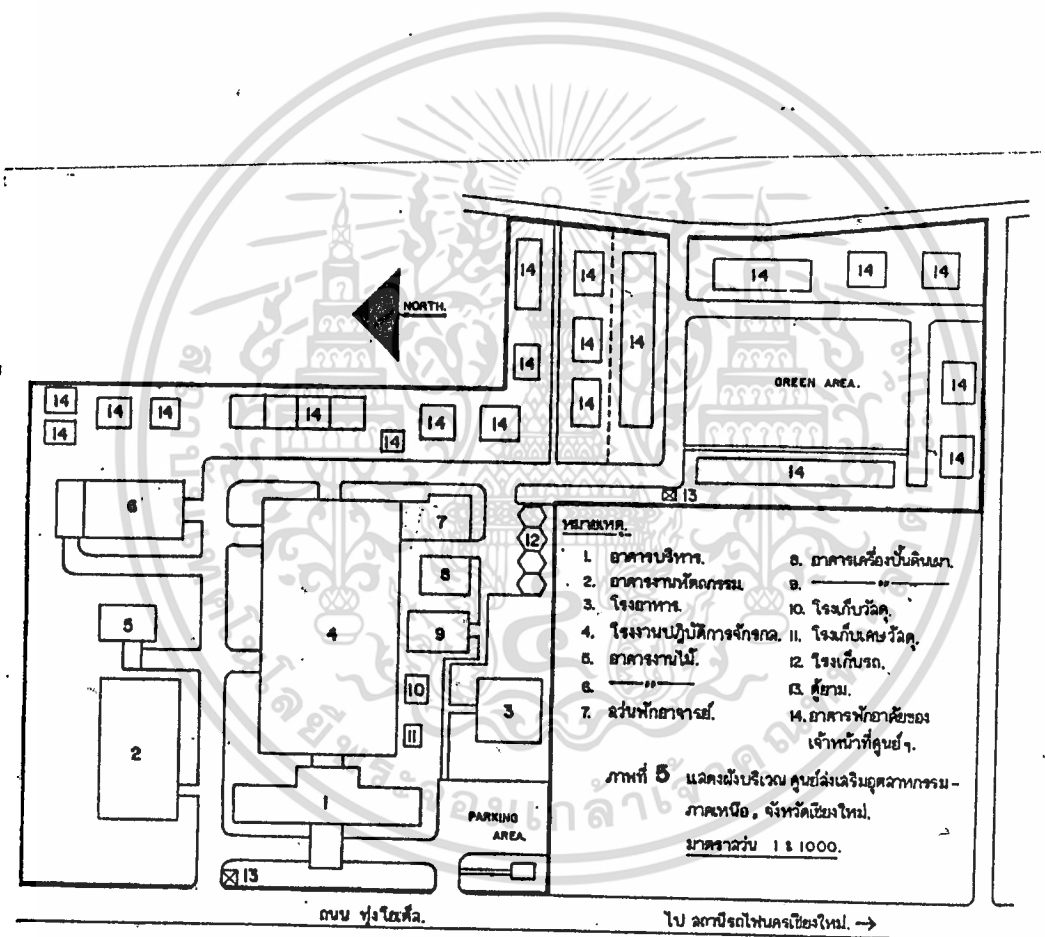 14 14 14 14
14
NORTH.
14
14
14
GREEN AREA.
14
14
14
14 14 14 14 14 14 14
14
14
14
6
7
13
12
8
5
4
9
10
3
11
2
1
PARKING AREA.
13
หมายเหตุ.
1. อาคารบริหาร.
2. อาคารงานหัตถกรรม.
3. โรงอาหาร.
4. โรงงานปฏิบัติการจักรกล.
5. อาคารงานไม้.
6. ———"———
7. ส่วนพักอาจารย์.
8. อาคารเครื่องปั้นดินเผา.
9. ———"———
10. โรงเก็บวัสดุ.
11. โรงเก็บเศษวัสดุ.
12. โรงเก็บรถ.
13. ตู้ยาม.
14. อาคารพักอาศัยของ
เจ้าหน้าที่ศูนย์ฯ.
ภาพที่ 5 แสดงผังบริเวณ ศูนย์ส่งเสริมอุตสาหกรรม-
ภาคเหนือ, จังหวัดเชียงใหม่.
มาตราส่วน 1 : 1000.
ถนน ทุ่งโฮเต็ล.
ไป สถานีรถไฟนครเชียงใหม่. →